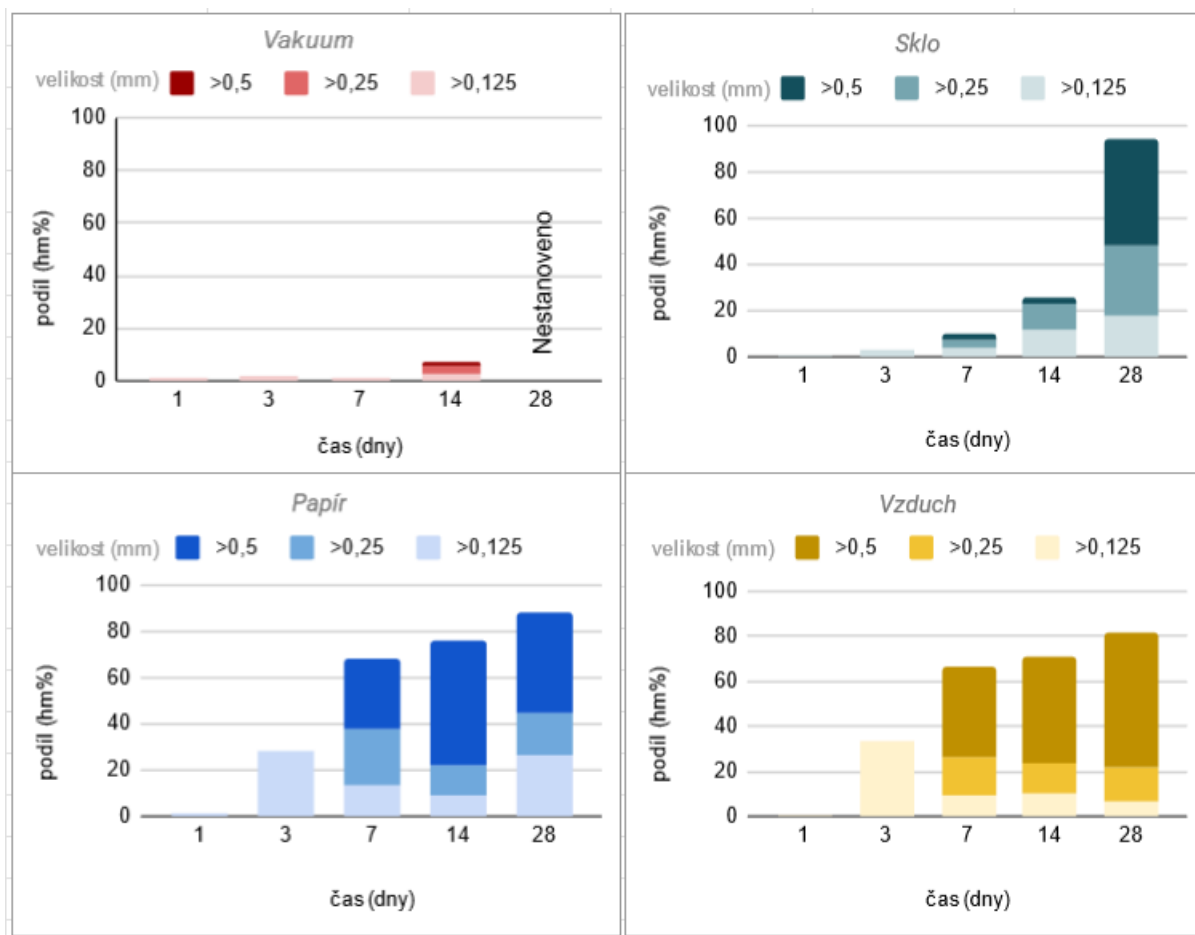 Vakuum
velikost (mm) >0,5 >0,25 >0,125
100
80
60
40
20
0
podíl (hm%)
Nestanoveno
1 3 7 14 28
čas (dny)
Sklo
velikost (mm) >0,5 >0,25 >0,125
100
80
60
40
20
0
podíl (hm%)
1 3 7 14 28
čas (dny)
Papír
velikost (mm) >0,5 >0,25 >0,125
100
80
60
40
20
0
podíl (hm%)
1 3 7 14 28
čas (dny)
Vzduch
velikost (mm) >0,5 >0,25 >0,125
100
80
60
40
20
0
podíl (hm%)
1 3 7 14 28
čas (dny)